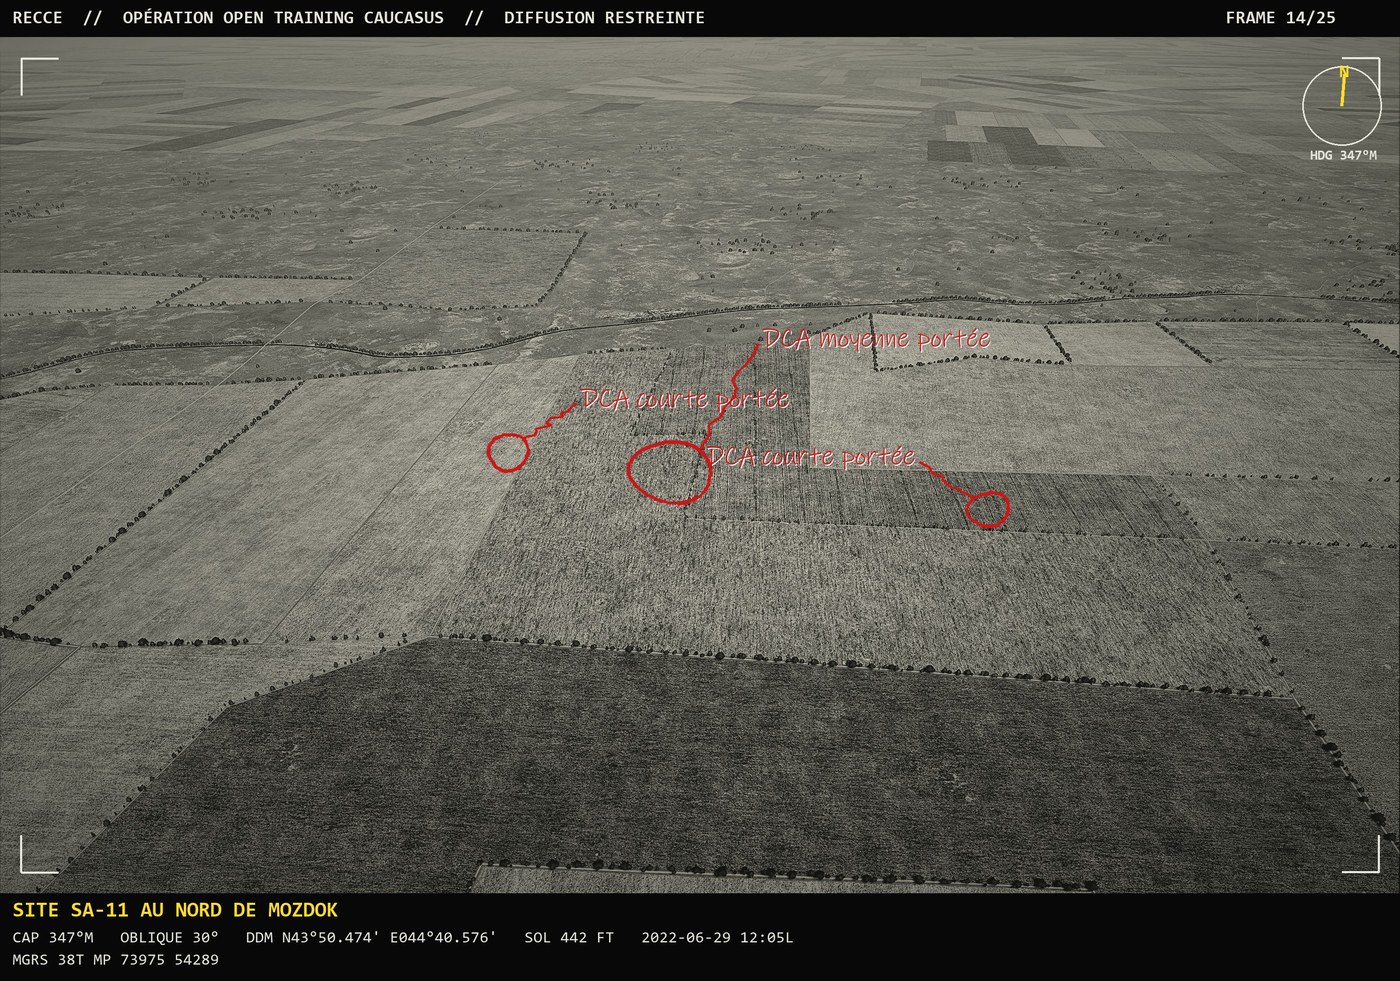 RECCE // OPÉRATION OPEN TRAINING CAUCASUS // DIFFUSION RESTREINTE FRAME 14/25
N
HDG 347°M
DCA moyenne portée
DCA courte portée
DCA courte portée
SITE SA-11 AU NORD DE MOZDOK
CAP 347°M OBLIQUE 30° DDM N43°50.474' E044°40.576' SOL 442 FT 2022-06-29 12:05L
MGRS 38T MP 73975 54289